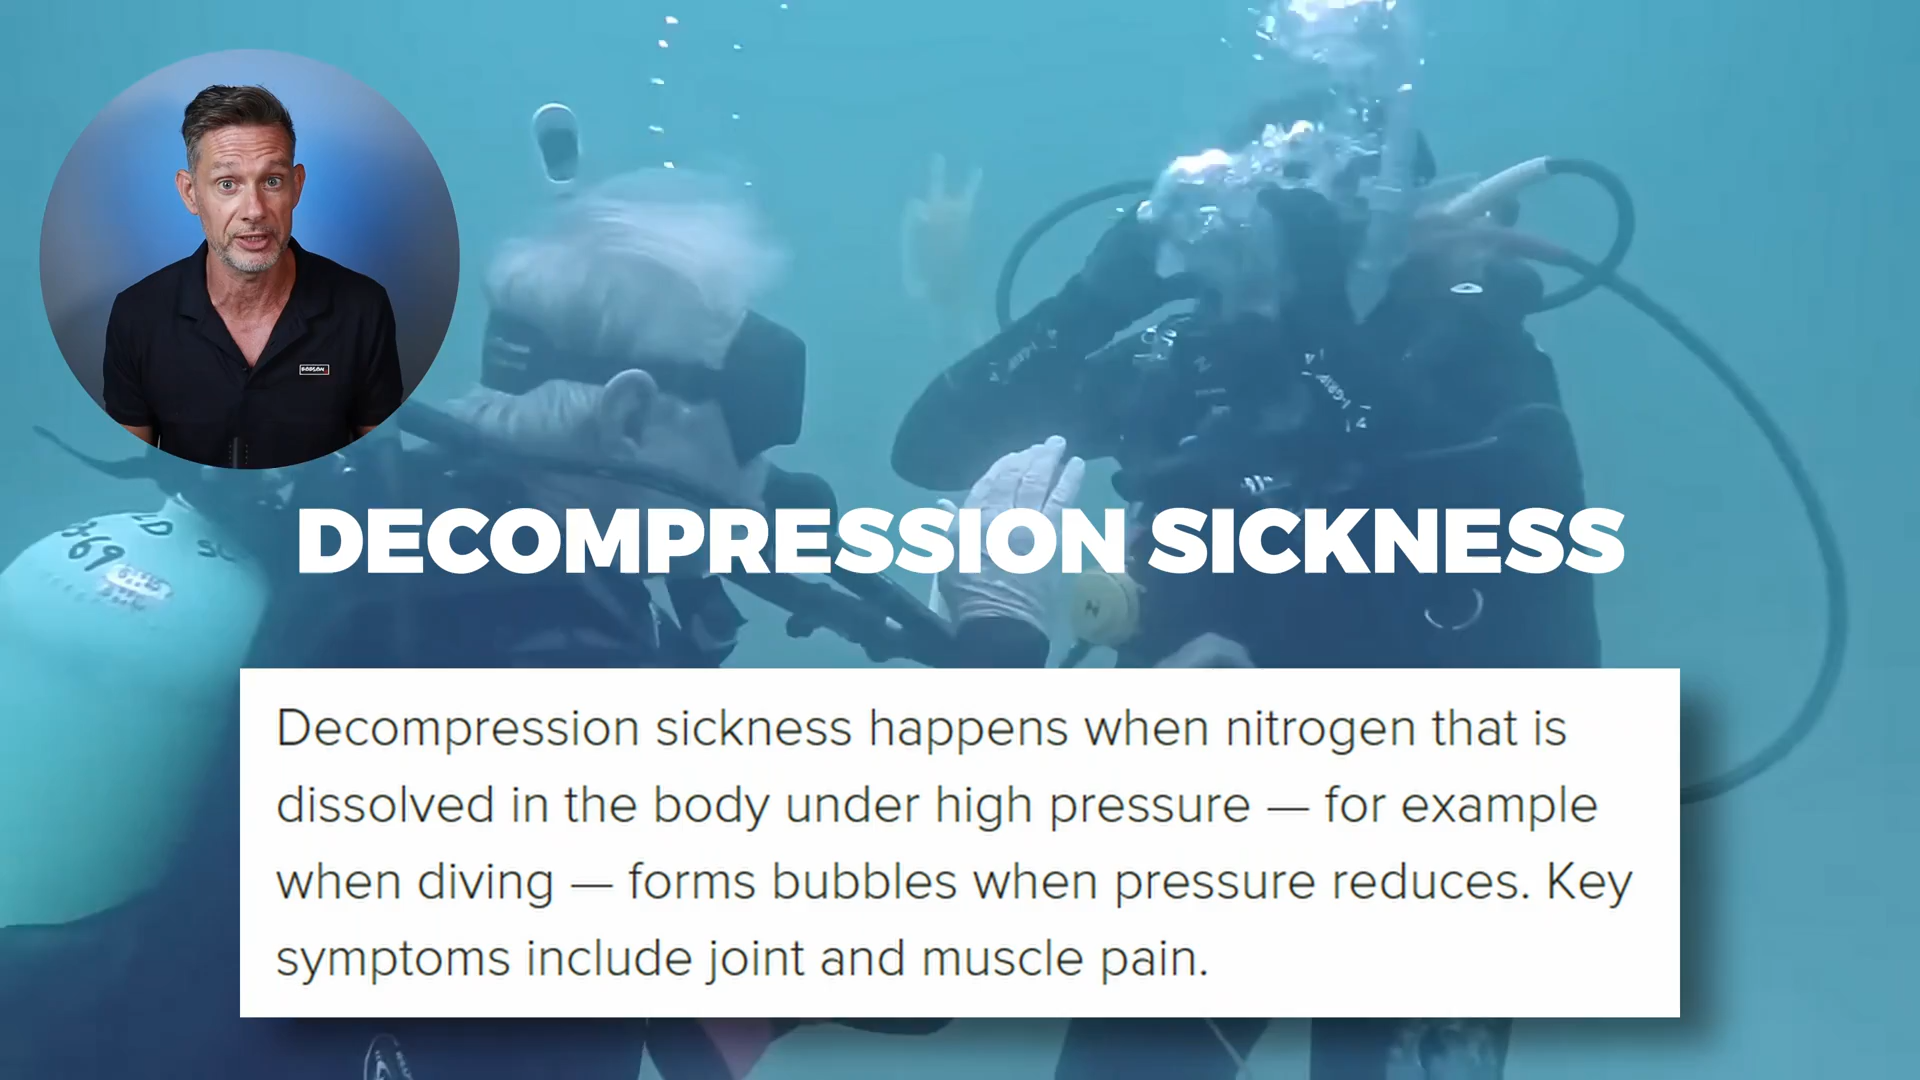 DECOMPRESSION SICKNESS
Decompression sickness happens when nitrogen that is
dissolved in the body under high pressure — for example
when diving — forms bubbles when pressure reduces. Key
symptoms include joint and muscle pain.